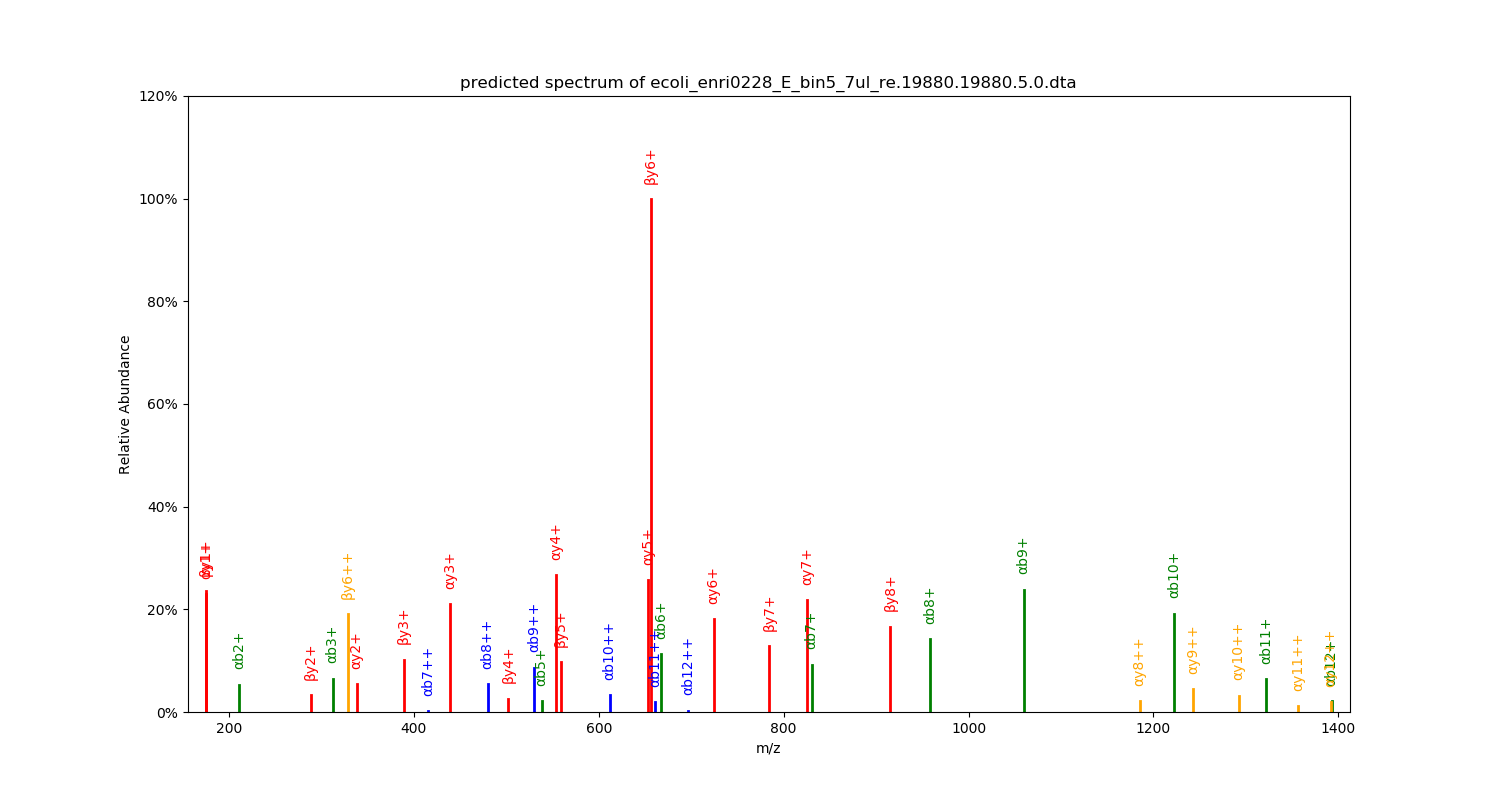 predicted spectrum of ecoli_enri0228_E_bin5_7ul_re.19880.19880.5.0.dta
120%
100%
80%
60%
40%
20%
0%
Relative Abundance
200
400
600
800
1000
1200
1400
m/z
βy1+
αb2+
βy2+
αb3+
βy6++
αy2+
βy3+
αb7++
αy3+
αb8++
βy4+
αb9++
αb5+
αy4+
βy5+
αb10++
αy5+
βy6+
αb11++
αb6+
αb12++
αy6+
βy7+
αy7+
αb7+
βy8+
αb8+
αb9+
αy8++
αb10+
αy9++
αy10++
αb11+
αy11++
αb12+